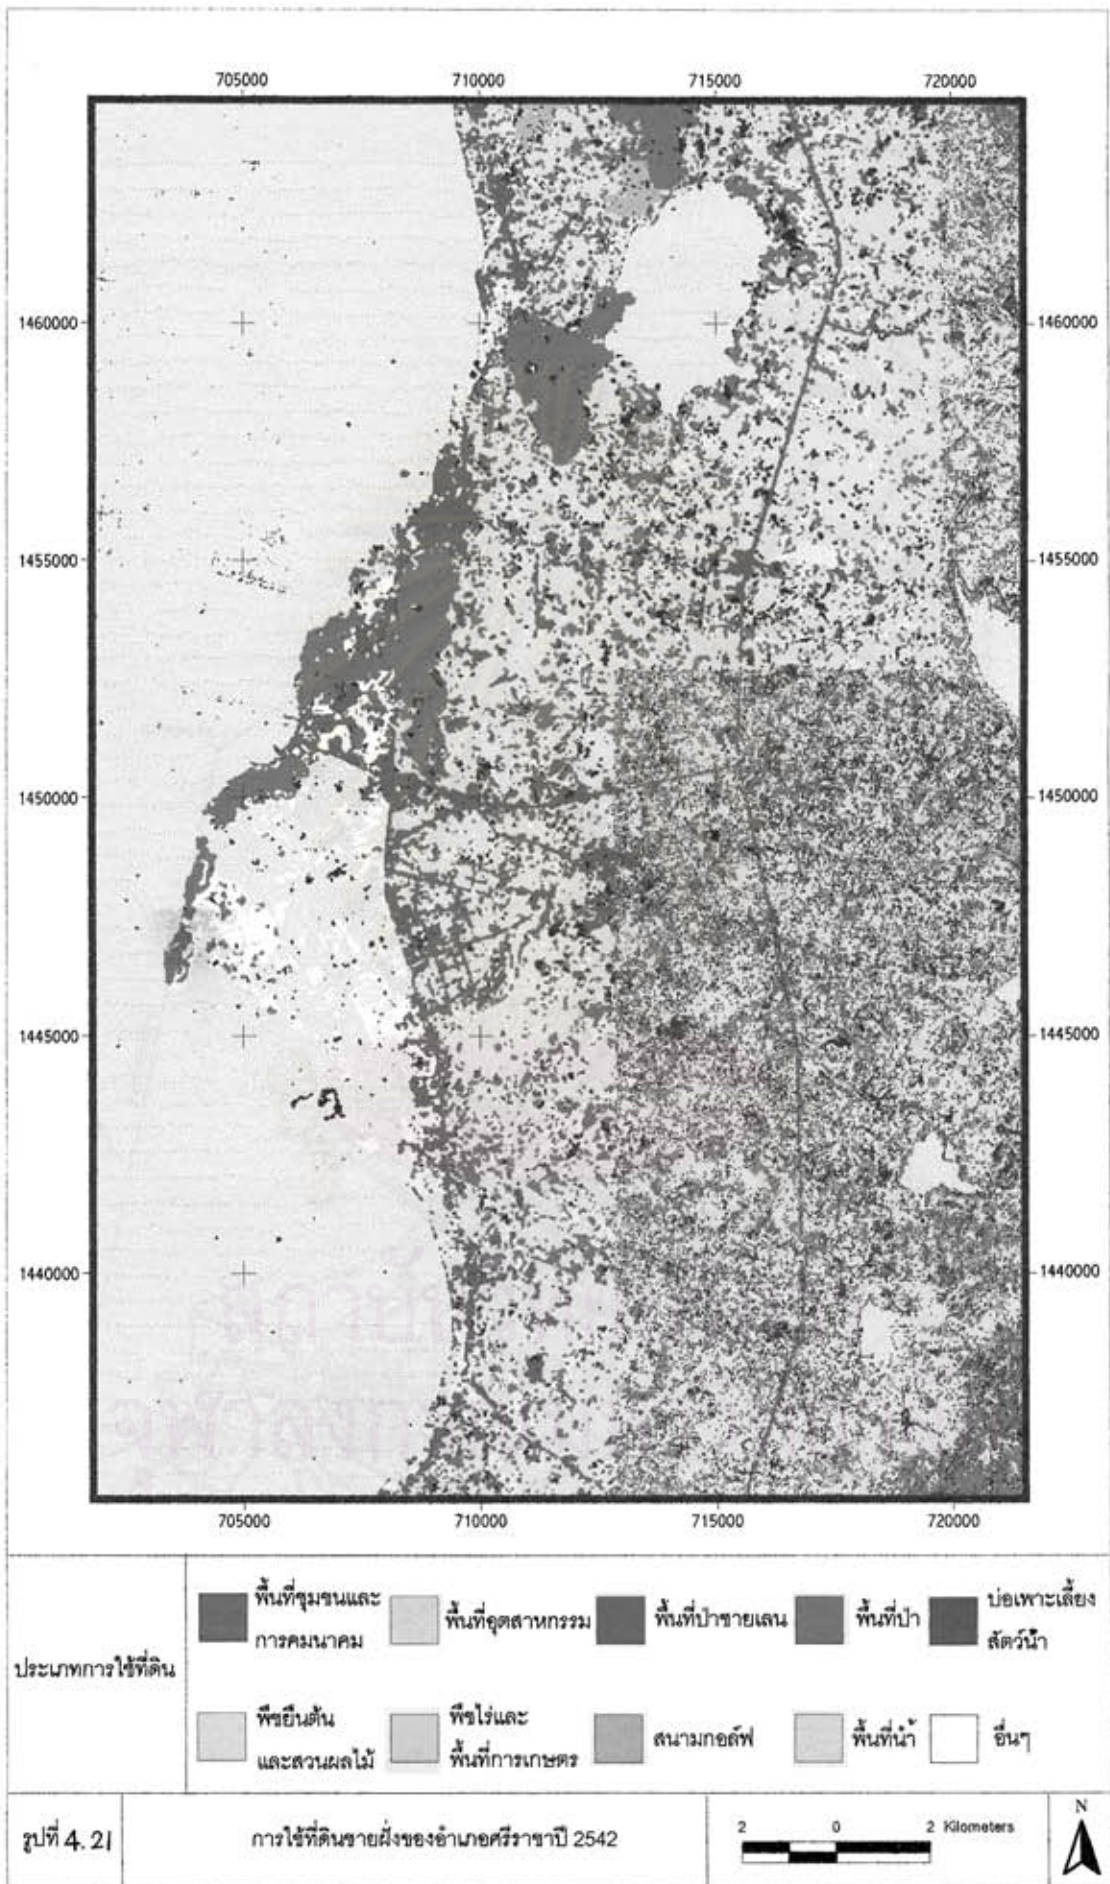 705000 710000 715000 720000
1460000 1460000
1455000 1455000
1450000 1450000
1445000 1445000
1440000 1440000
705000 710000 715000 720000
ประเภทการใช้ที่ดิน
พื้นที่ชุมชนและ
การคมนาคม
พื้นที่อุตสาหกรรม
พื้นที่ป่าชายเลน
พื้นที่ป่า
บ่อเพาะเลี้ยง
สัตว์น้ำ
พืชยืนต้น
และสวนผลไม้
พืชไร่และ
พื้นที่การเกษตร
สนามกอล์ฟ
พื้นที่น้ำ
อื่นๆ
รูปที่ 4.21
การใช้ที่ดินชายฝั่งของอำเภอศรีราชาปี 2542
2 0 2 Kilometers
N